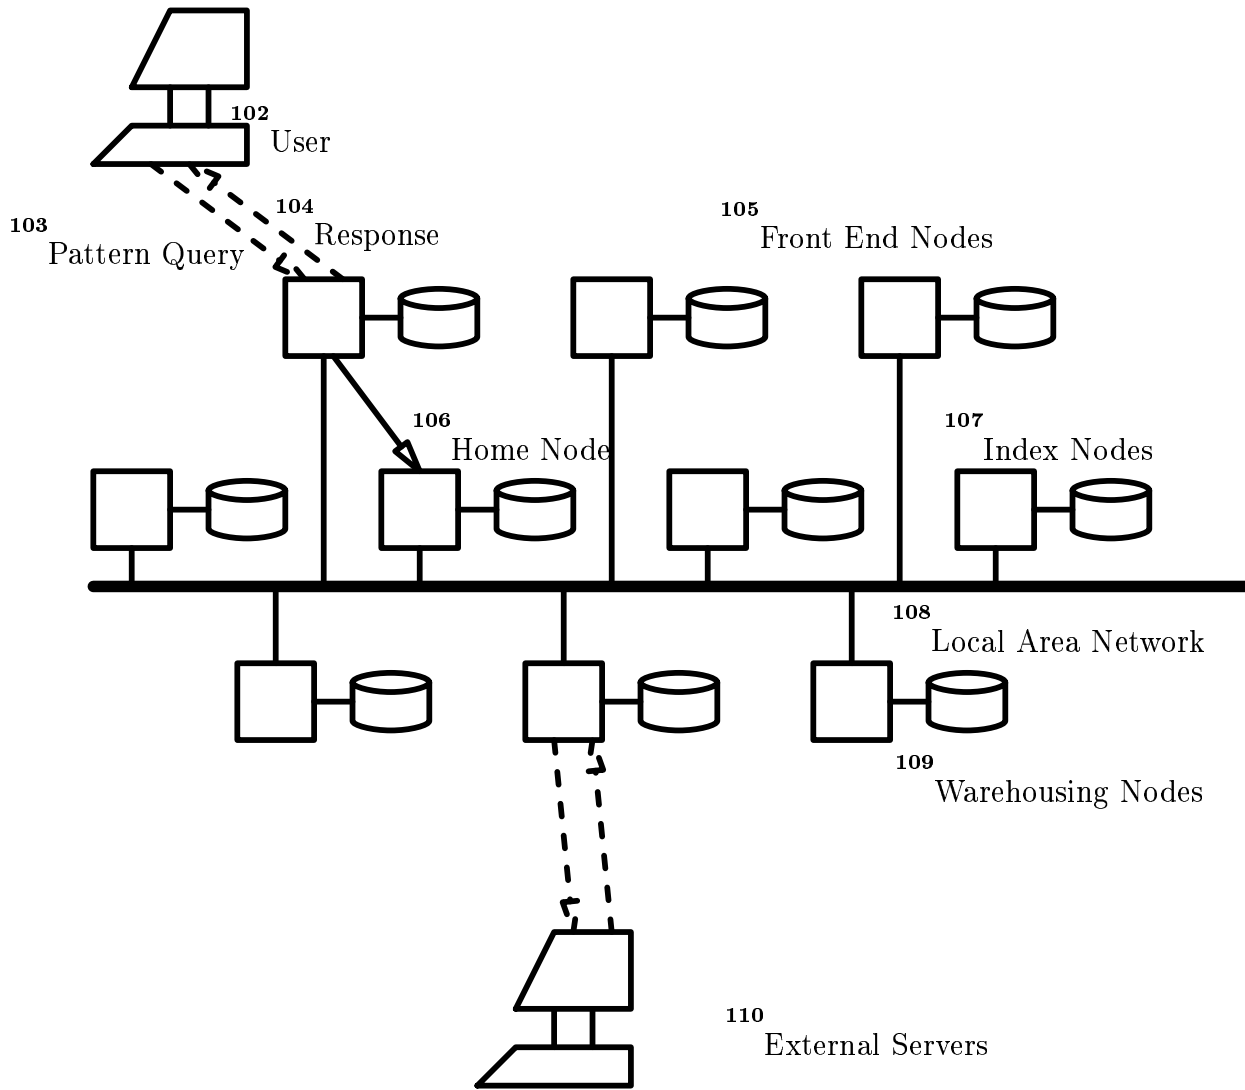 102
User
104
Response
103
Pattern Query
105
Front End Nodes
106
Home Node
107
Index Nodes
108
Local Area Network
109
Warehousing Nodes
110
External Servers